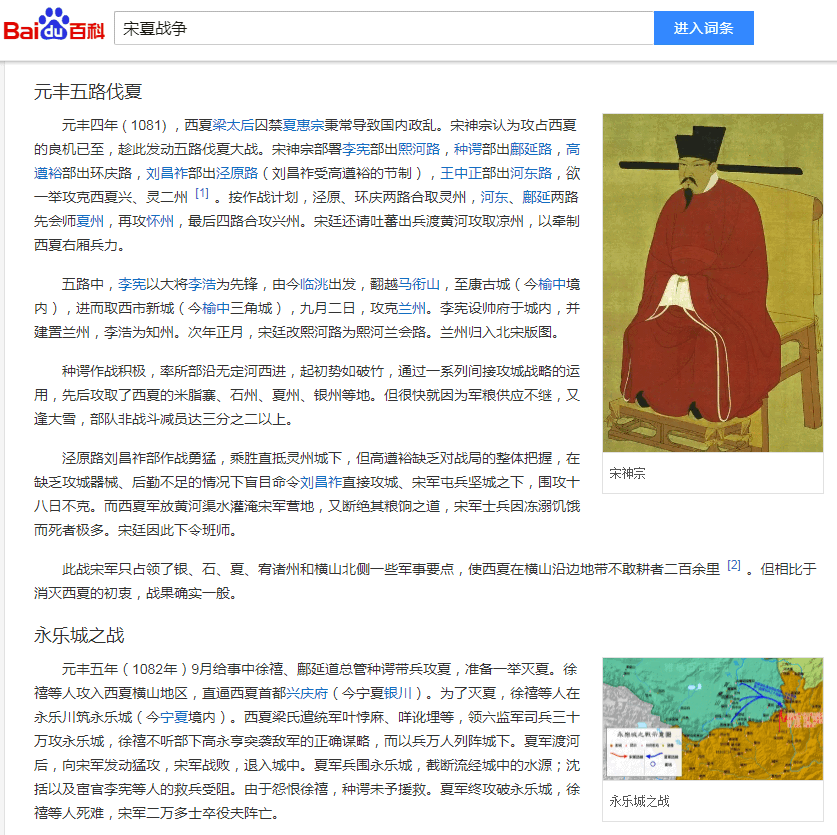 Baidu百科
宋夏战争
进入词条
元丰五路伐夏
元丰四年（1081），西夏梁太后囚禁夏惠宗秉常导致国内政乱。宋神宗认为攻占西夏
的良机已至，趁此发动五路伐夏大战。宋神宗部署李宪部出熙河路，种谔部出鄜延路，高
遵裕部出环庆路，刘昌祚部出泾原路（刘昌祚受高遵裕的节制），王中正部出河东路，欲
一举攻克西夏兴、灵二州 [1] 。按作战计划，泾原、环庆两路合取灵州，河东、鄜延两路
先会师夏州，再攻怀州，最后四路合攻兴州。宋廷还请吐蕃出兵渡黄河攻取凉州，以牵制
西夏右厢兵力。
五路中，李宪以大将李浩为先锋，由今临洮出发，翻越马衔山，至康古城（今榆中境
内），进而取西市新城（今榆中三角城），九月二日，攻克兰州。李宪设帅府于城内，并
建置兰州，李浩为知州。次年正月，宋廷改熙河路为熙河兰会路。兰州归入北宋版图。
种谔作战积极，率所部沿无定河西进，起初势如破竹，通过一系列间接攻城战略的运
用，先后攻取了西夏的米脂寨、石州、夏州、银州等地。但很快就因为军粮供应不继，又
逢大雪，部队非战斗减员达三分之二以上。
泾原路刘昌祚部作战勇猛，乘胜直抵灵州城下，但高遵裕缺乏对战局的整体把握，在
缺乏攻城器械、后勤不足的情况下盲目命令刘昌祚直接攻城、宋军屯兵坚城之下，围攻十
八日不克。而西夏军放黄河渠水灌淹宋军营地，又断绝其粮饷之道，宋军士兵因冻溺饥饿
而死者极多。宋廷因此下令班师。
宋神宗
此战宋军只占领了银、石、夏、宥诸州和横山北侧一些军事要点，使西夏在横山沿边地带不敢耕者二百余里 [2] 。但相比于
消灭西夏的初衷，战果确实一般。
永乐城之战
元丰五年（1082年）9月给事中徐禧、鄜延道总管种谔带兵攻夏，准备一举灭夏。徐
禧等人攻入西夏横山地区，直逼西夏首都兴庆府（今宁夏银川）。为了灭夏，徐禧等人在
永乐川筑永乐城（今宁夏境内）。西夏梁氏遣统军叶悖麻、咩讹埋等，领六监军司兵三十
万攻永乐城，徐禧不听部下高永亨突袭敌军的正确谋略，而以兵万人列阵城下。夏军渡河
后，向宋军发动猛攻，宋军战败，退入城中。夏军兵围永乐城，截断流经城中的水源；沈
括以及宦官李宪等人的救兵受阻。由于怨恨徐禧，种谔未予援救。夏军终攻破永乐城，徐
禧等人死难，宋军二万多士卒役夫阵亡。
永乐城之戰示意圖
永乐城之战